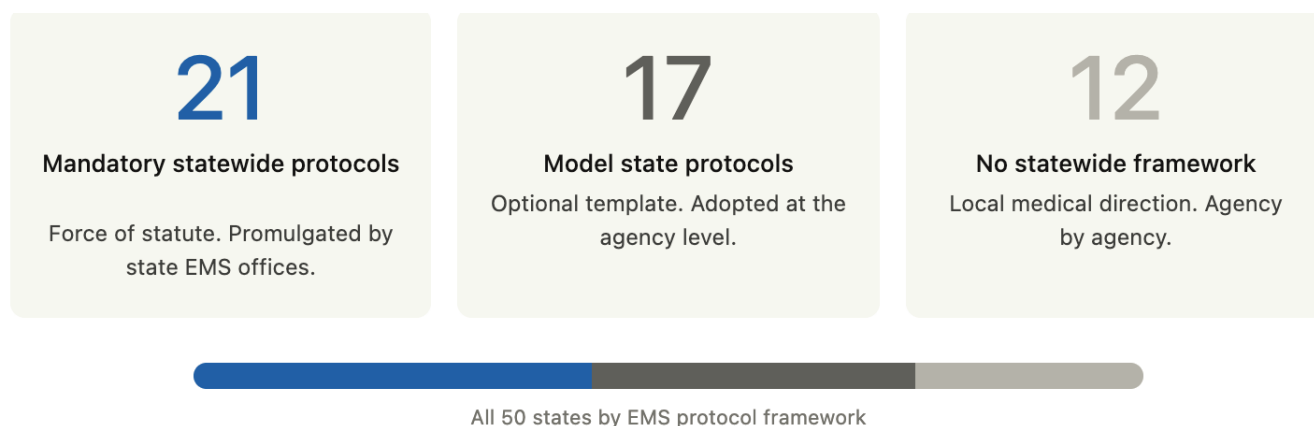 21
Mandatory statewide protocols
Force of statute. Promulgated by
state EMS offices.
17
Model state protocols
Optional template. Adopted at the
agency level.
12
No statewide framework
Local medical direction. Agency
by agency.
All 50 states by EMS protocol framework